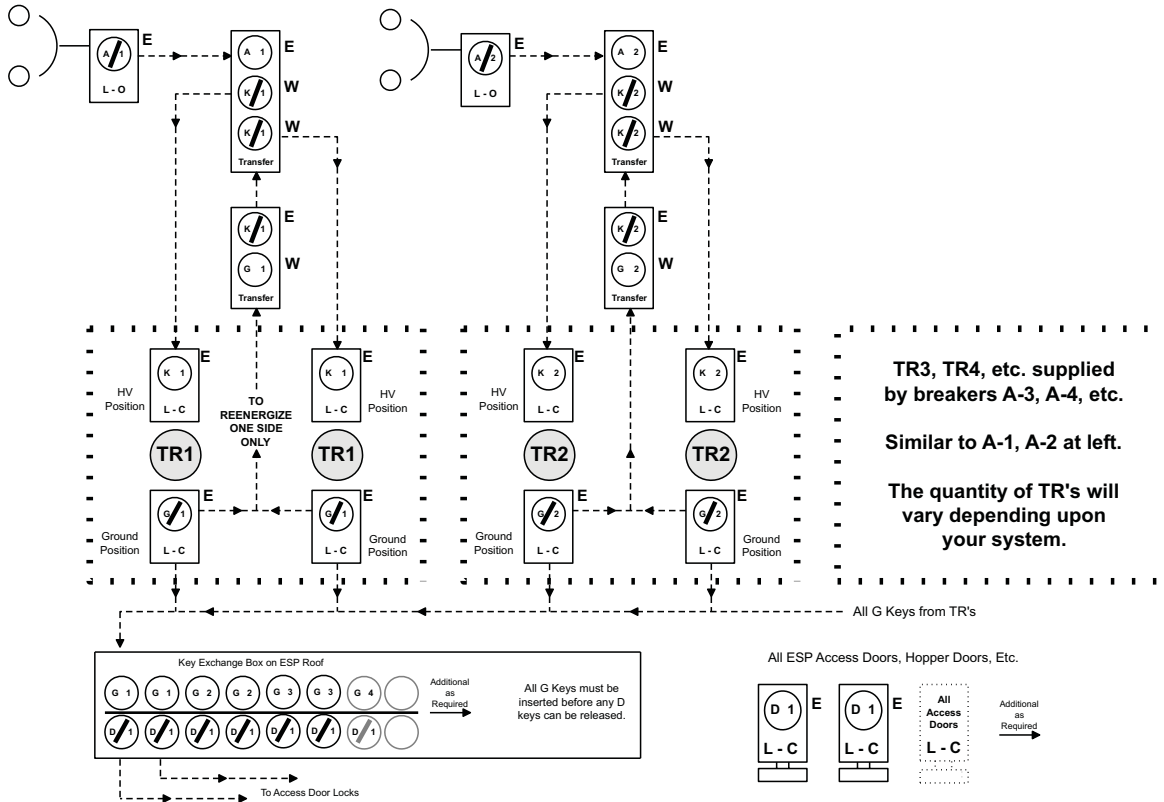 A 1
E
L - O
A 1
E
K 1
W
K 1
W
Transfer
K 1
E
G 1
W
Transfer
A 2
E
L - O
A 2
E
K 2
W
K 2
W
Transfer
K 2
E
G 2
W
Transfer
K 1
E
L - C
HV
Position
TR1
G 1
E
L - C
Ground
Position
TO
REENERGIZE
ONE SIDE
ONLY
K 1
E
L - C
HV
Position
TR1
G 1
E
L - C
Ground
Position
K 2
E
L - C
HV
Position
TR2
G 2
E
L - C
Ground
Position
K 2
E
L - C
HV
Position
TR2
G 2
E
L - C
Ground
Position
TR3, TR4, etc. supplied
by breakers A-3, A-4, etc.
Similar to A-1, A-2 at left.
The quantity of TR's will
vary depending upon
your system.
All G Keys from TR's
Key Exchange Box on ESP Roof
G 1 G 1 G 2 G 2 G 3 G 3 G 4
D 1 D 1 D 1 D 1 D 1 D 1 D 1
Additional
as
Required
All G Keys must be
inserted before any D
keys can be released.
To Access Door Locks
All ESP Access Doors, Hopper Doors, Etc.
D 1
E
L - C
D 1
E
L - C
All
Access
Doors
L - C
Additional
as
Required